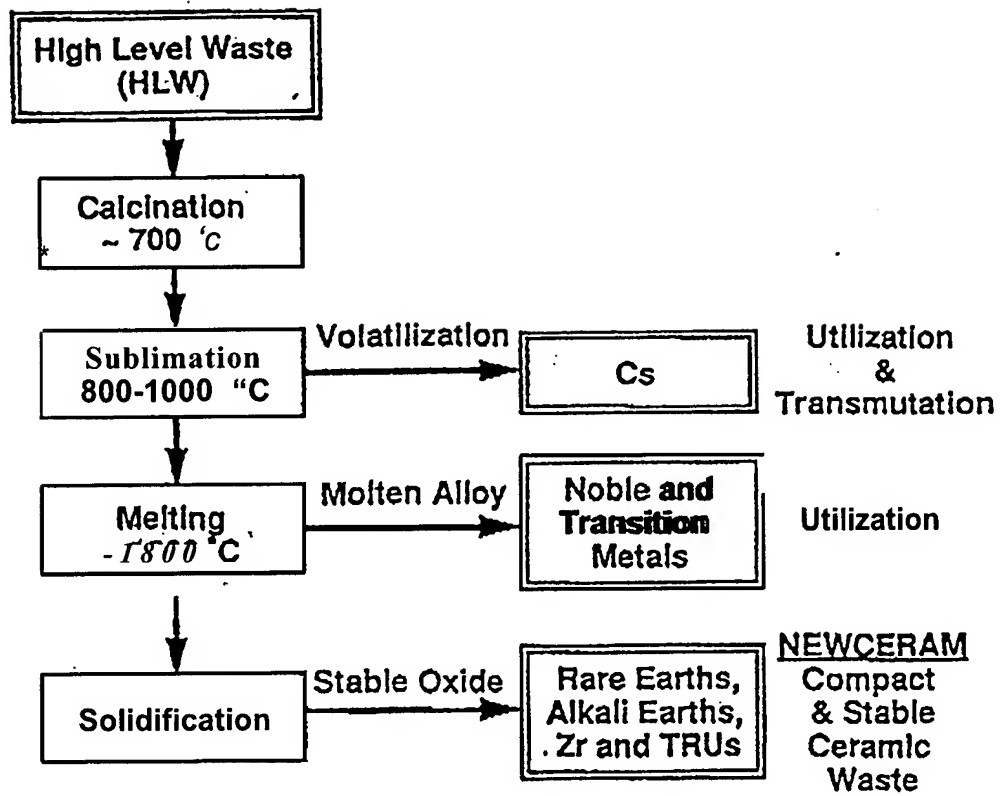 High Level Waste
(HLW)
Calcination
~ 700 °C
Sublimation
800-1000 "C
Volatilization
Cs
Utilization
&
Transmutation
Melting
-1800 °C
Molten Alloy
Noble and
Transition
Metals
Utilization
Solidification
Stable Oxide
Rare Earths,
Alkali Earths,
Zr and TRUs
NEWCERAM
Compact
& Stable
Ceramic
Waste